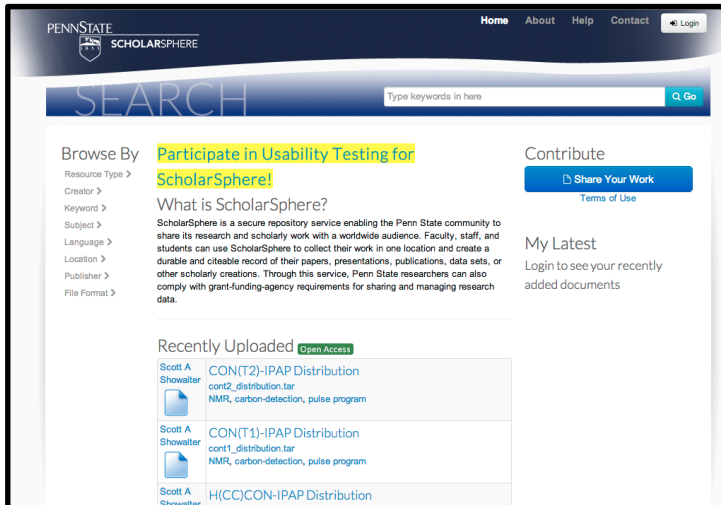 PENNSTATE
1855
SCHOLARSPHERE
Home About Help Contact Login
SEARCH
Type keywords in here
Go
Browse By
Resource Type
Creator
Keyword
Subject
Language
Location
Publisher
File Format
Participate in Usability Testing for
ScholarSphere!
What is ScholarSphere?
ScholarSphere is a secure repository service enabling the Penn State community to
share its research and scholarly work with a worldwide audience. Faculty, staff, and
students can use ScholarSphere to collect their work in one location and create a
durable and citeable record of their papers, presentations, publications, data sets, or
other scholarly creations. Through this service, Penn State researchers can also
comply with grant-funding-agency requirements for sharing and managing research
data.
Recently Uploaded Open Access
Scott A
Showalter
CON(T2)-IPAP Distribution
cont2_distribution.tar
NMR, carbon-detection, pulse program
Scott A
Showalter
CON(T1)-IPAP Distribution
cont1_distribution.tar
NMR, carbon-detection, pulse program
Scott A
Showalter
H(CC)CON-IPAP Distribution
Contribute
Share Your Work
Terms of Use
My Latest
Login to see your recently
added documents